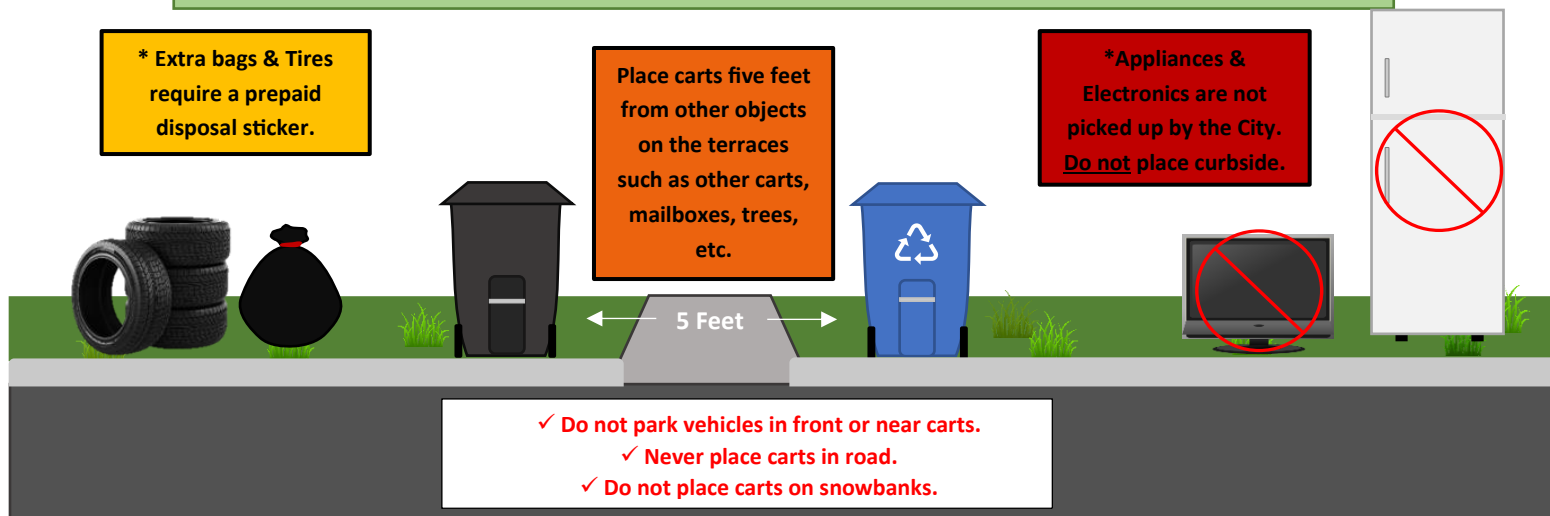 * Extra bags & Tires
require a prepaid
disposal sticker.
Place carts five feet
from other objects
on the terraces
such as other carts,
mailboxes, trees,
etc.
*Appliances &
Electronics are not
picked up by the City.
Do not place curbside.
5 Feet
✓ Do not park vehicles in front or near carts.
✓ Never place carts in road.
✓ Do not place carts on snowbanks.